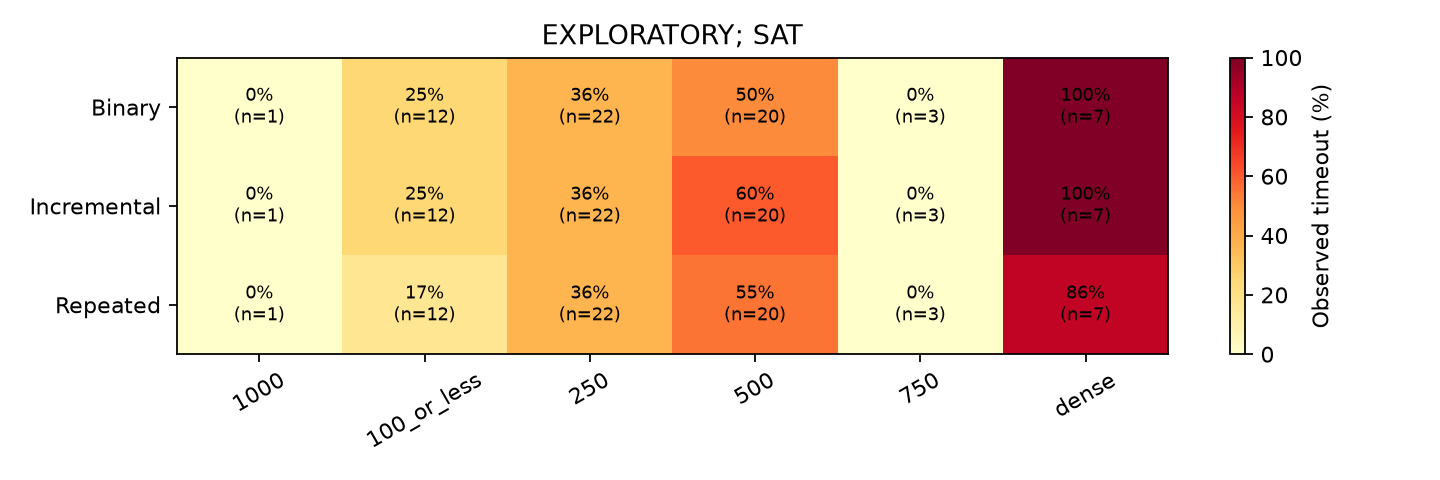 EXPLORATORY; SAT
Binary
0% 25% 36% 50% 0% 100%
(n=1) (n=12) (n=22) (n=20) (n=3) (n=7)
Incremental
0% 25% 36% 60% 0% 100%
(n=1) (n=12) (n=22) (n=20) (n=3) (n=7)
Repeated
0% 17% 36% 55% 0% 86%
(n=1) (n=12) (n=22) (n=20) (n=3) (n=7)
1000 100_or_less 250 500 750 dense
100
80
60
40
20
0
Observed timeout (%)